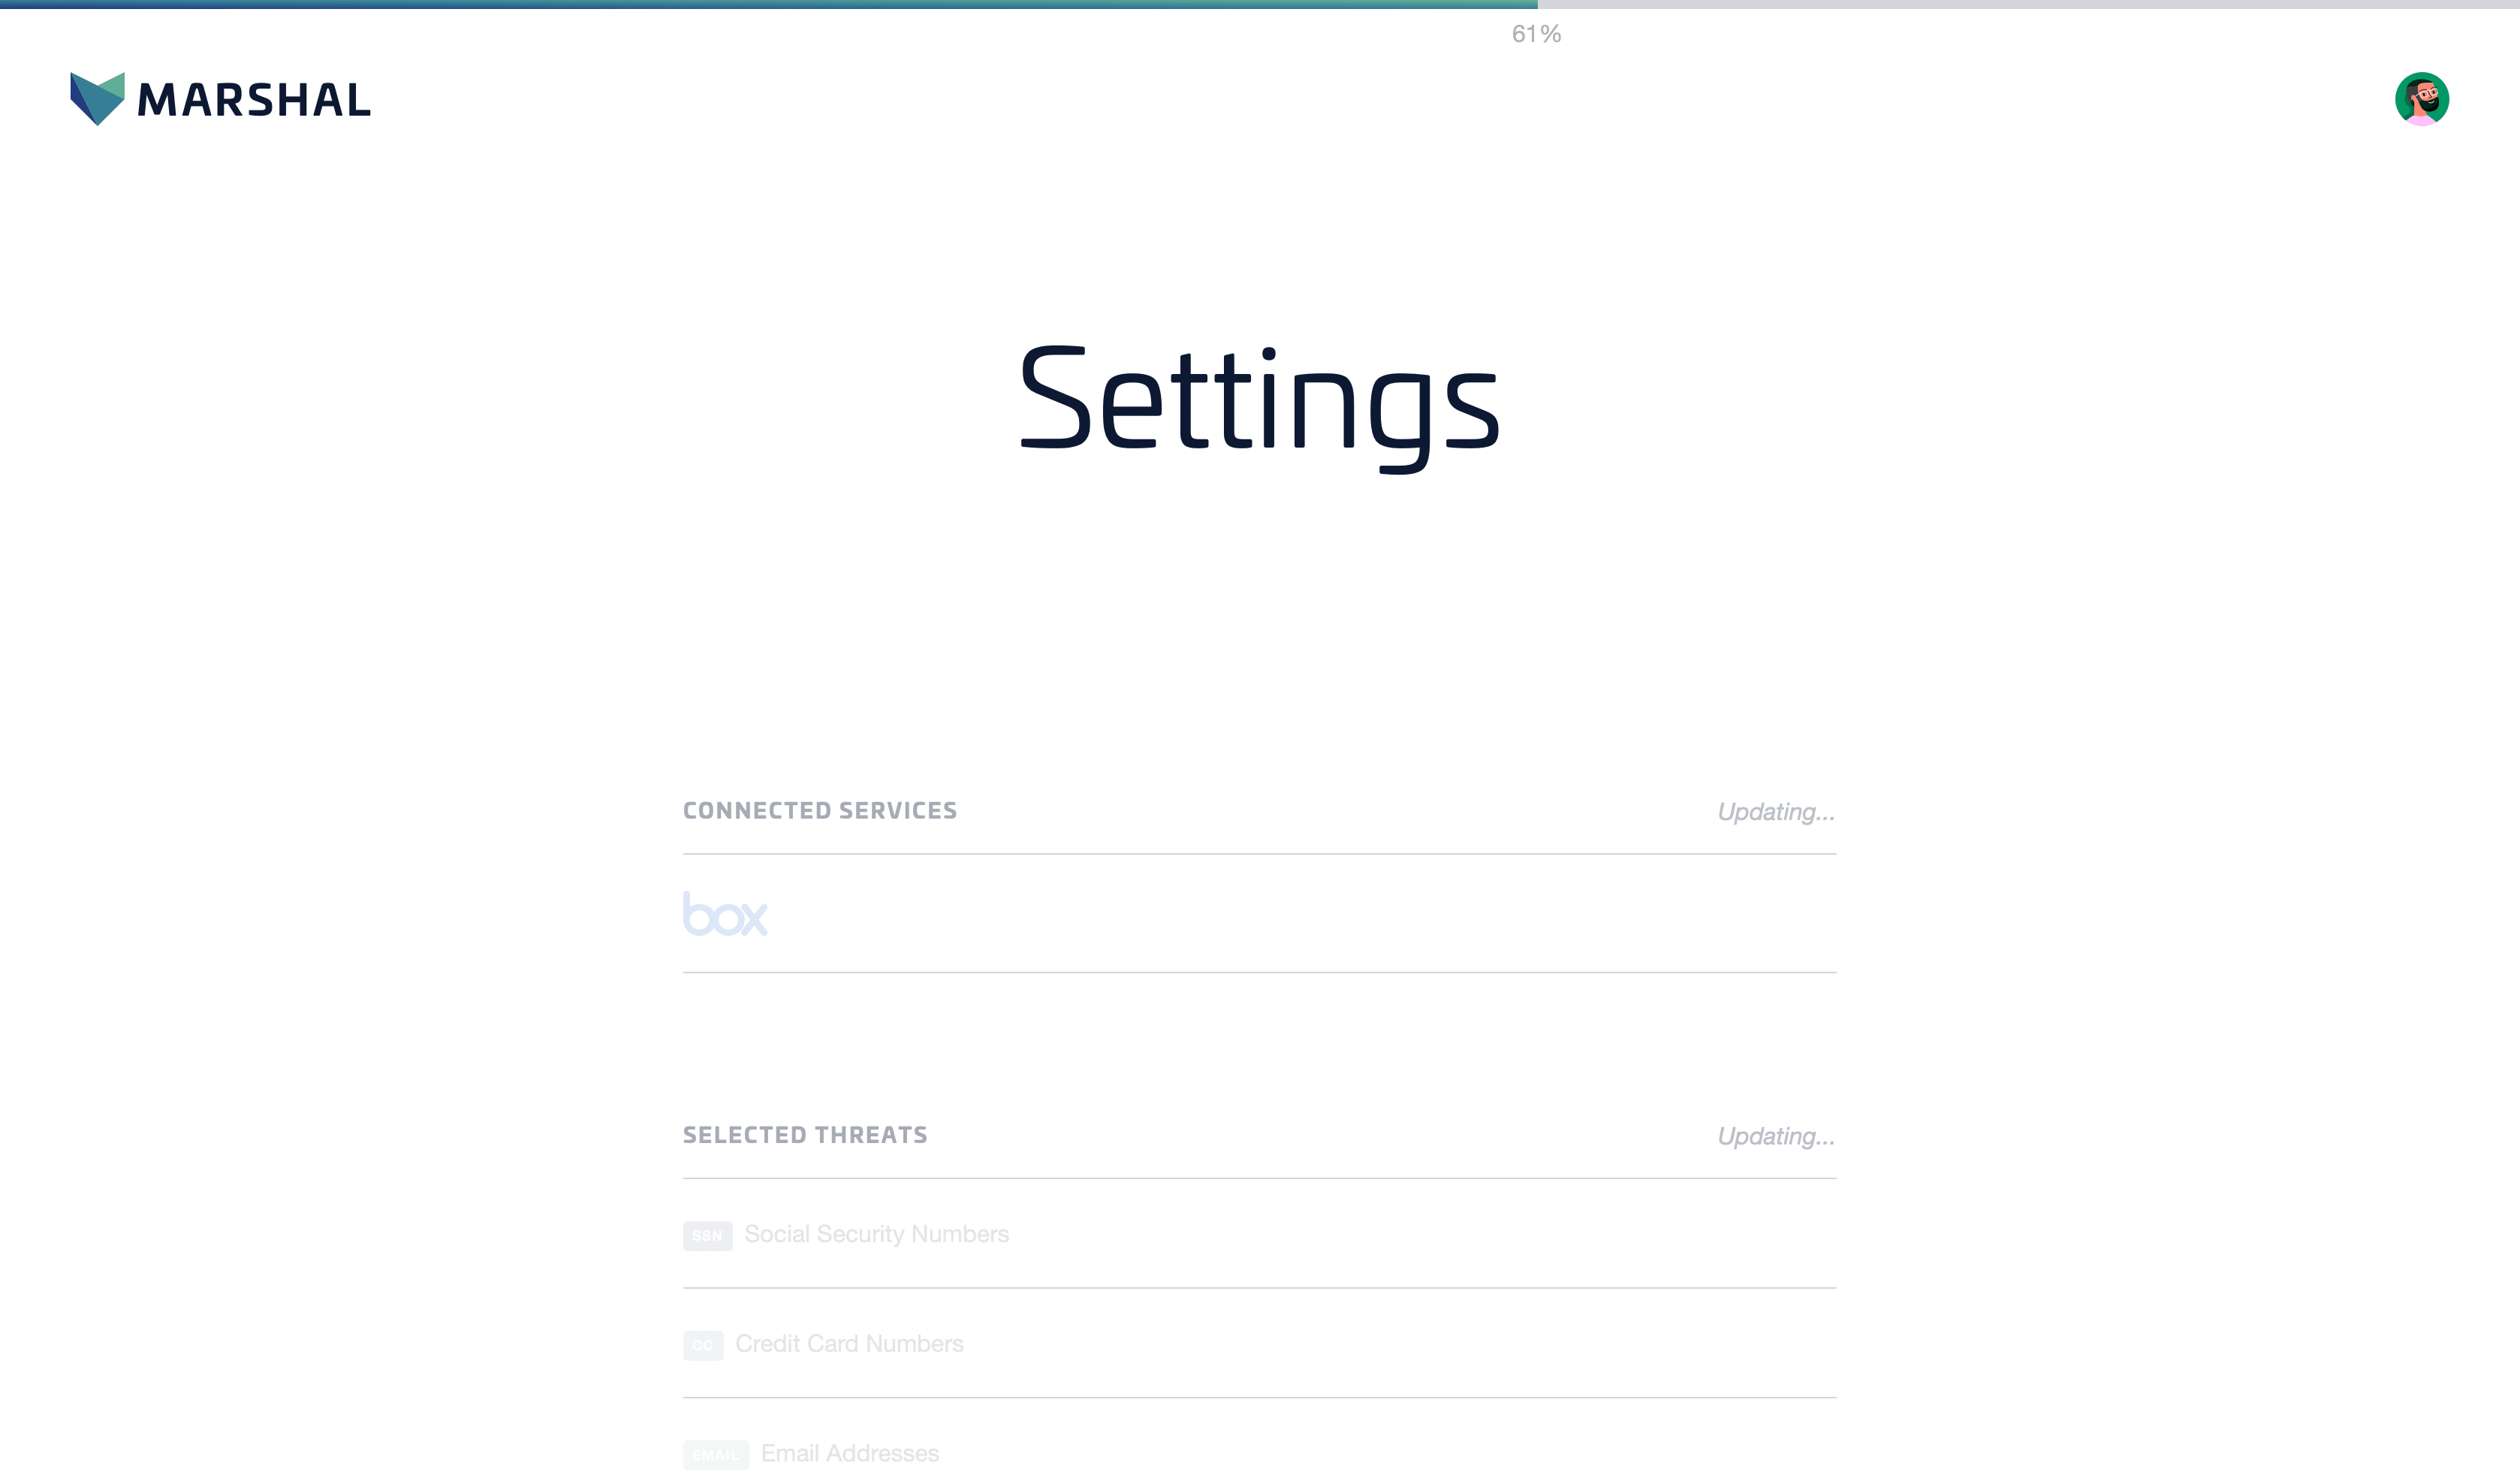 61%
MARSHAL
Settings
CONNECTED SERVICES Updating...
box
SELECTED THREATS Updating...
SSN Social Security Numbers
CC Credit Card Numbers
EMAIL Email Addresses